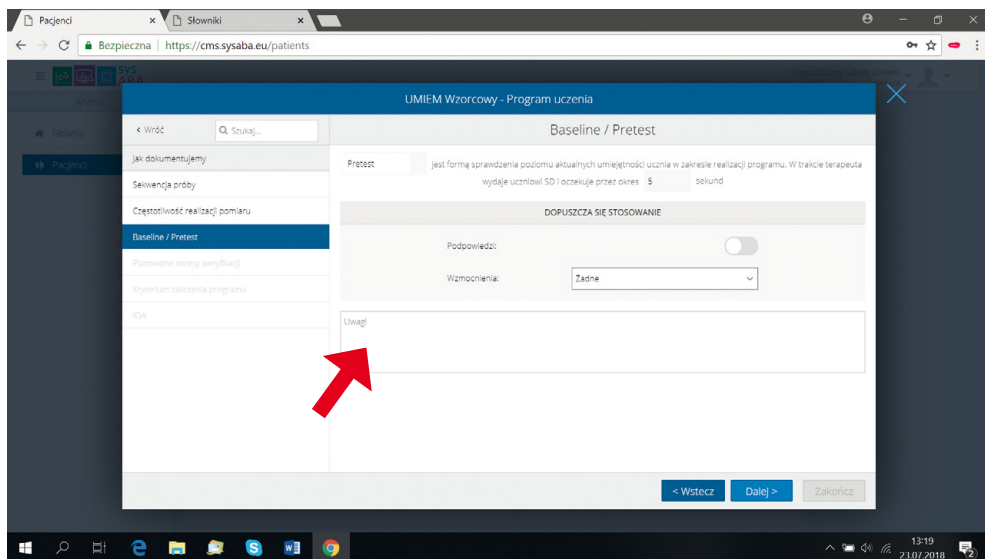 Pacjenci
Słowniki
Bezpieczna
https://cms.sysaba.eu/patients
SYS
ABA
Menu
Główna
Pacjenci
UMIEM Wzorcowy - Program uczenia
< Wróć
Szukaj...
Jak dokumentujemy
Sekwencja próby
Częstotliwość realizacji pomiaru
Baseline / Pretest
Planowane okresy weryfikacji
Kryterium zaliczenia programu
IOA
Baseline / Pretest
Pretest jest formą sprawdzenia poziomu aktualnych umiejętności ucznia w zakresie realizacji programu. W trakcie terapeuta
wydaje uczniowi SD i oczekuje przez okres 5 sekund
DOPUSZCZA SIĘ STOSOWANIE
Podpowiedzi:
Wzmocnienia: Żadne
Uwagi
< Wstecz
Dalej >
Zakończ
13:19
23.07.2018
2